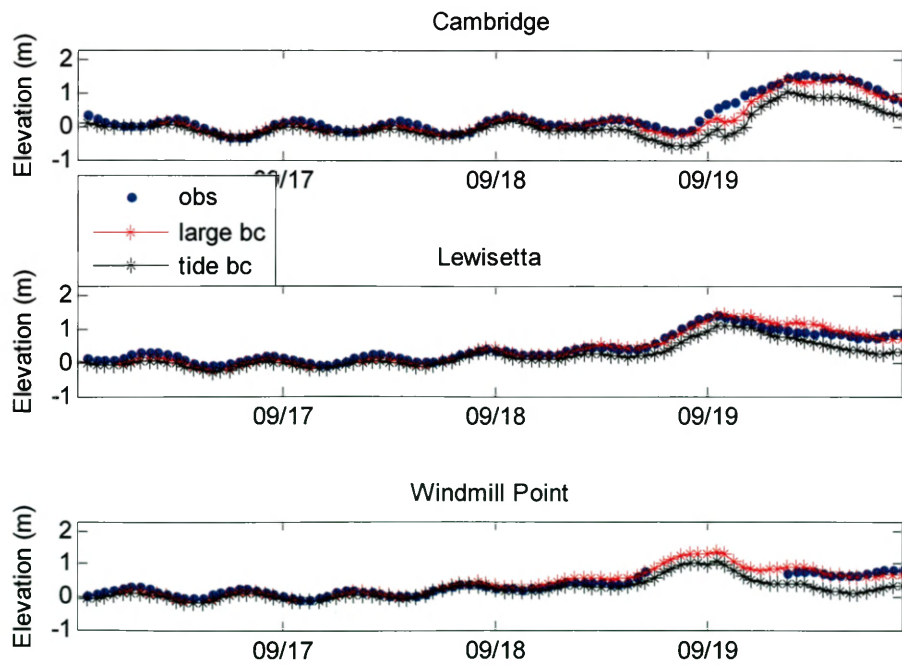 Cambridge
Elevation (m)
2
1
0
-1
09/17
09/18
09/19
obs
large bc
tide bc
Lewisetta
Elevation (m)
2
1
0
-1
09/17
09/18
09/19
Windmill Point
Elevation (m)
2
1
0
-1
09/17
09/18
09/19